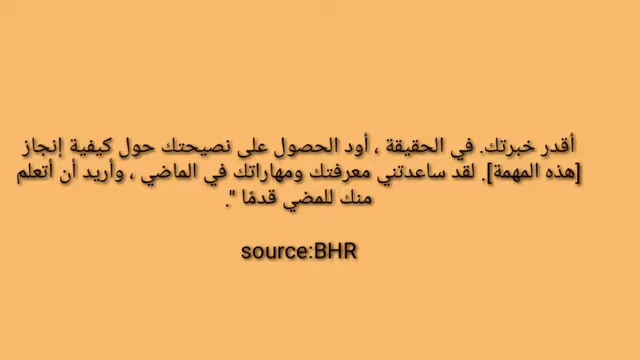 أقدر خبرتك. في الحقيقة ، أود الحصول على نصيحتك حول كيفية إنجاز
[هذه المهمة]. لقد ساعدتني معرفتك ومهاراتك في الماضي ، وأريد أن أتعلم
منك للمضي قدمًا ".
source:BHR